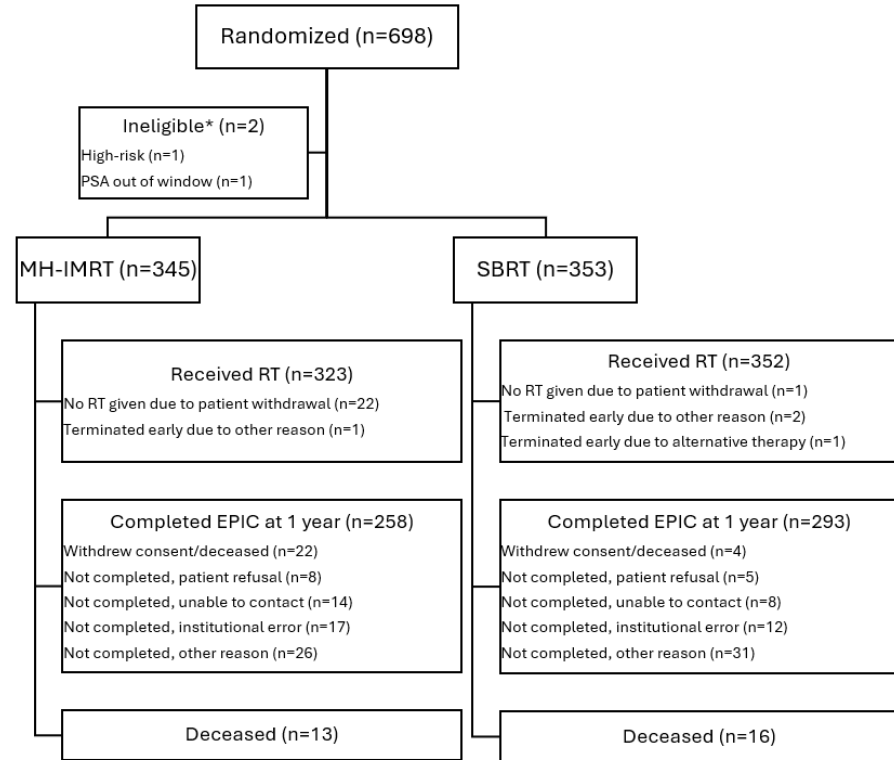 Randomized (n=698)
Ineligible* (n=2)
High-risk (n=1)
PSA out of window (n=1)
MH-IMRT (n=345)
SBRT (n=353)
Received RT (n=323)
No RT given due to patient withdrawal (n=22)
Terminated early due to other reason (n=1)
Received RT (n=352)
No RT given due to patient withdrawal (n=1)
Terminated early due to other reason (n=2)
Terminated early due to alternative therapy (n=1)
Completed EPIC at 1 year (n=258)
Withdrew consent/deceased (n=22)
Not completed, patient refusal (n=8)
Not completed, unable to contact (n=14)
Not completed, institutional error (n=17)
Not completed, other reason (n=26)
Completed EPIC at 1 year (n=293)
Withdrew consent/deceased (n=4)
Not completed, patient refusal (n=5)
Not completed, unable to contact (n=8)
Not completed, institutional error (n=12)
Not completed, other reason (n=31)
Deceased (n=13)
Deceased (n=16)